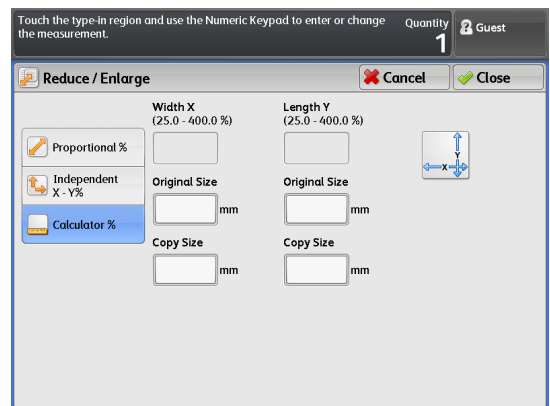 Touch the type-in region and use the Numeric Keypad to enter or change
the measurement.
Quantity
1
Guest
Reduce / Enlarge
Cancel
Close
Width X
(25.0 - 400.0 %)
Length Y
(25.0 - 400.0 %)
Proportional %
Independent
X - Y%
Calculator %
Original Size
mm
Original Size
mm
Copy Size
mm
Copy Size
mm
Y
X